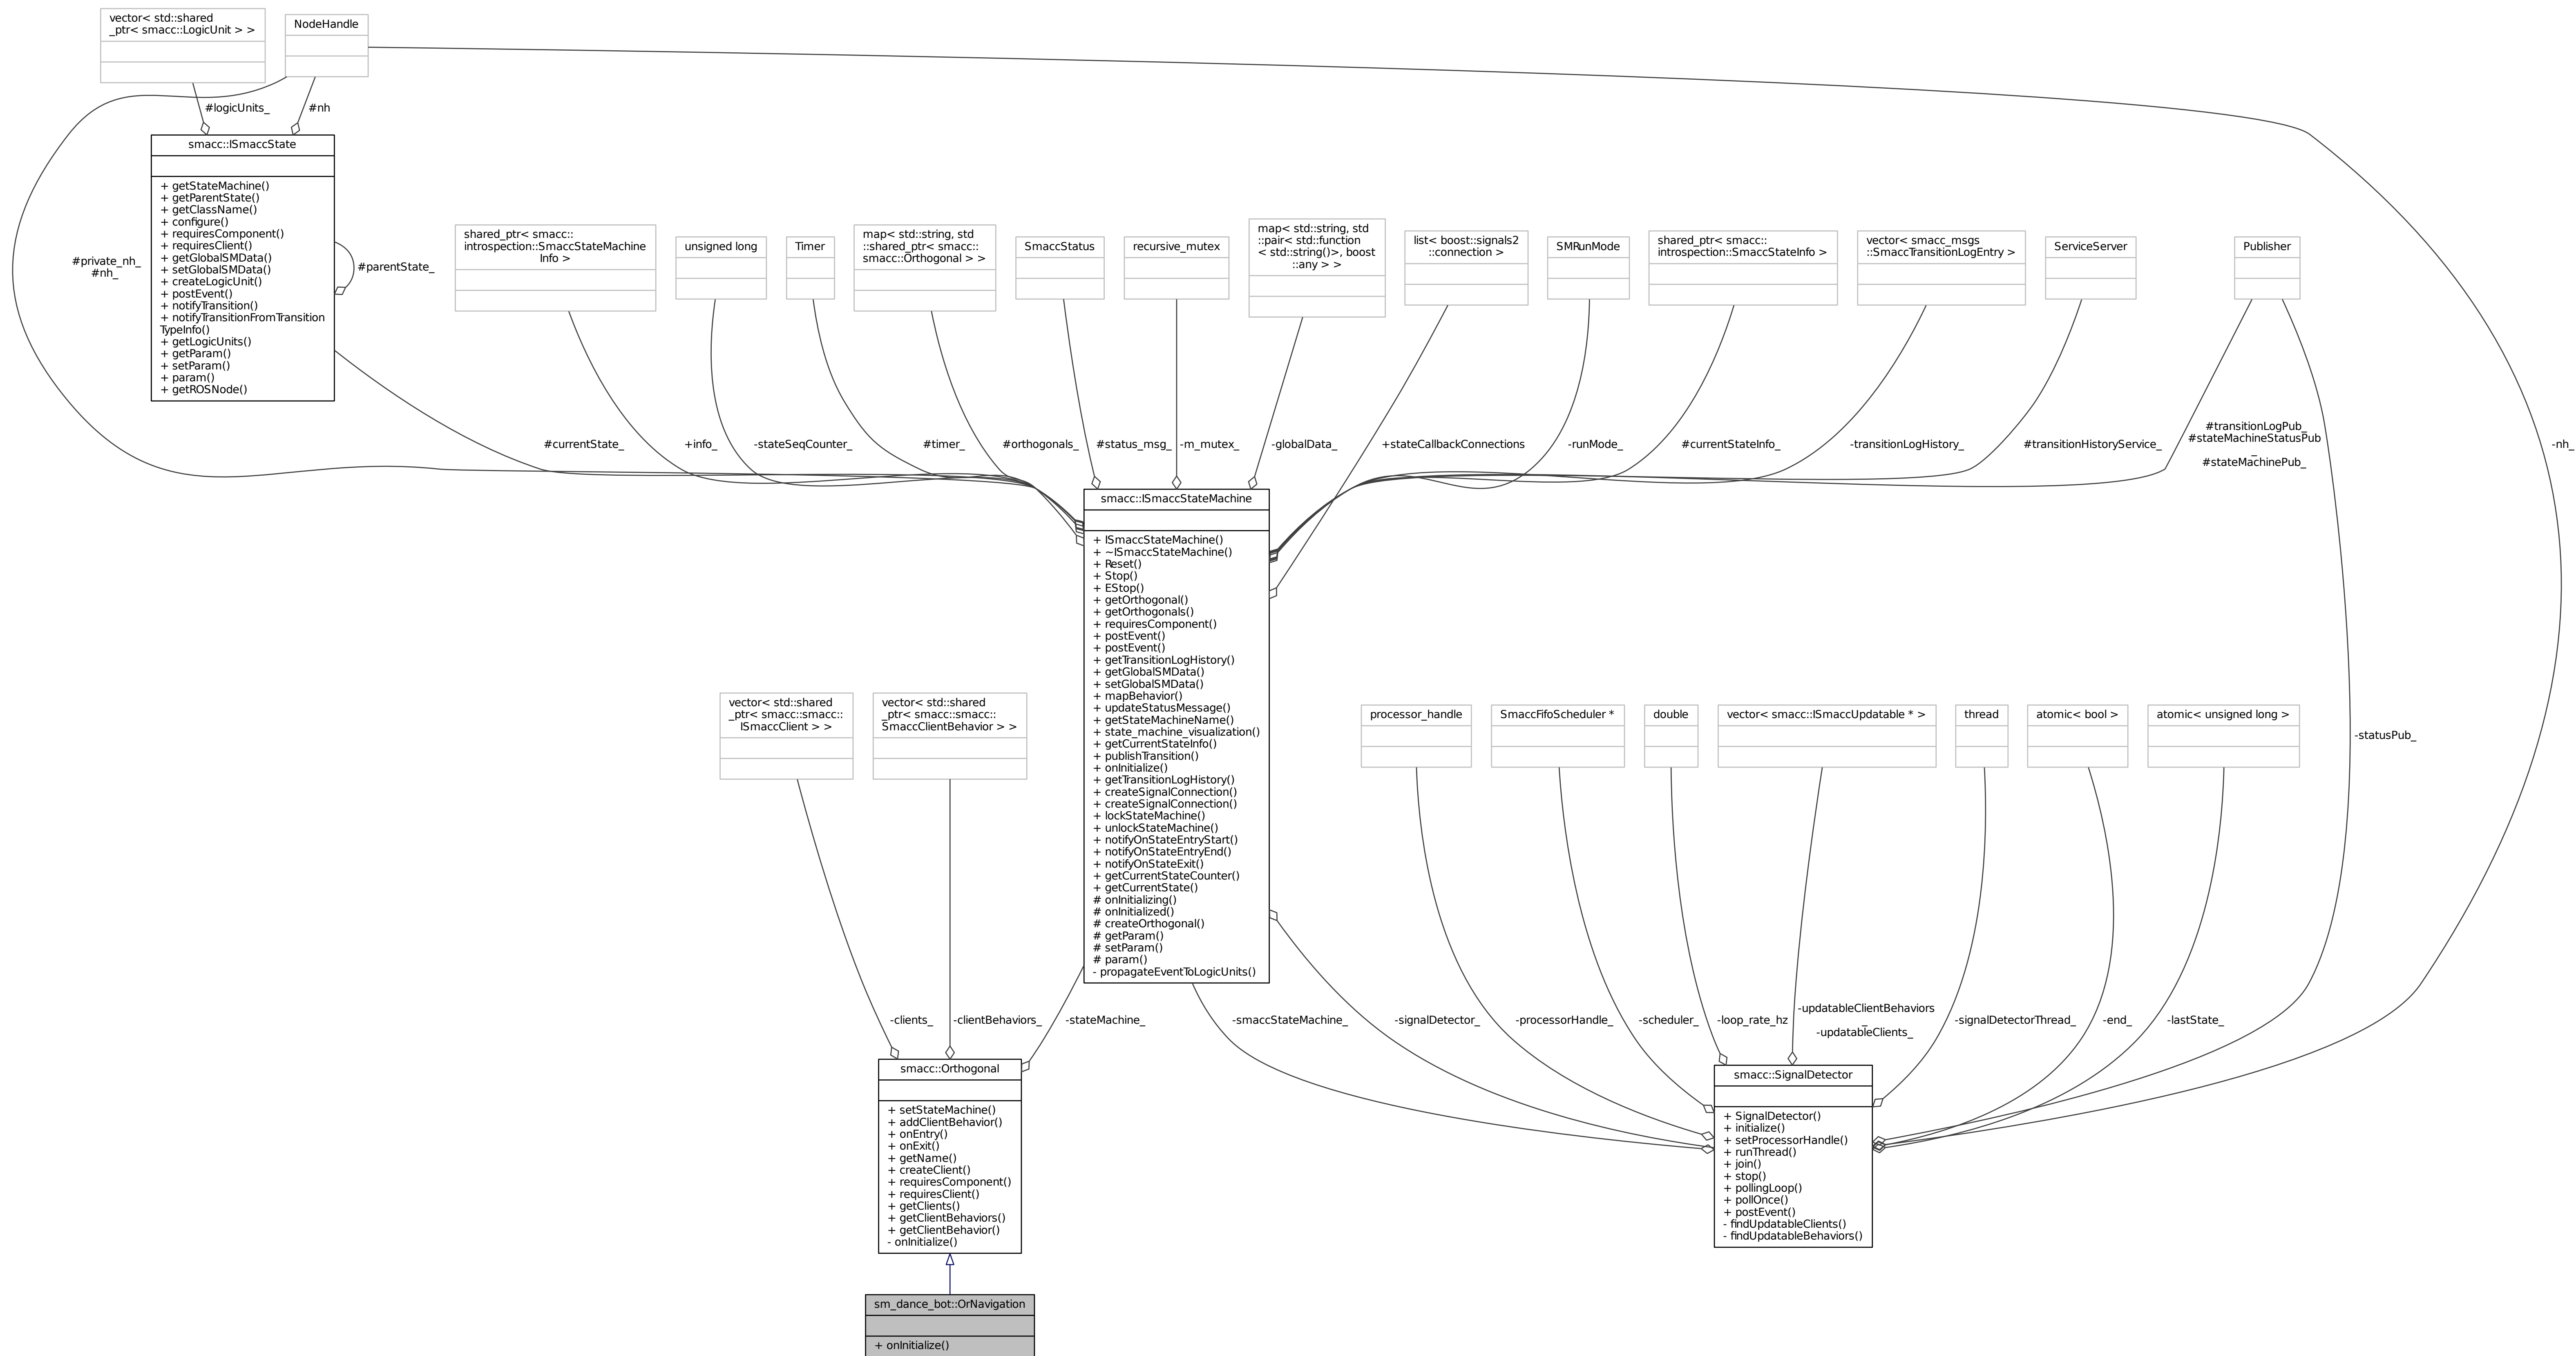 vector< std::shared
_ptr< smacc::LogicUnit > >
NodeHandle
#logicUnits_
#nh
smacc::ISmaccState
+ getStateMachine()
+ getParentState()
+ getClassName()
+ configure()
+ requiresComponent()
+ requiresClient()
+ getGlobalSMData()
+ setGlobalSMData()
+ createLogicUnit()
+ postEvent()
+ notifyTransition()
+ notifyTransitionFromTransition
TypeInfo()
+ getLogicUnits()
+ getParam()
+ setParam()
+ param()
+ getROSNode()
#private_nh_
#nh_
#parentState_
shared_ptr< smacc::
introspection::SmaccStateMachine
Info >
unsigned long
Timer
map< std::string, std
::shared_ptr< smacc::
smacc::Orthogonal > >
SmaccStatus
recursive_mutex
map< std::string, std
::pair< std::function
< std::string()>, boost
::any > >
list< boost::signals2
::connection >
SMRunMode
shared_ptr< smacc::
introspection::SmaccStateInfo >
vector< smacc_msgs
::SmaccTransitionLogEntry >
ServiceServer
Publisher
#currentState_
+info_
-stateSeqCounter_
#timer_
#orthogonals_
#status_msg_
-m_mutex_
-globalData_
+stateCallbackConnections
-runMode_
#currentStateInfo_
-transitionLogHistory_
#transitionHistoryService_
#transitionLogPub_
#stateMachineStatusPub
_
#stateMachinePub_
-nh_
smacc::ISmaccStateMachine
+ ISmaccStateMachine()
+ ~ISmaccStateMachine()
+ Reset()
+ Stop()
+ EStop()
+ getOrthogonal()
+ getOrthogonals()
+ requiresComponent()
+ postEvent()
+ postEvent()
+ getTransitionLogHistory()
+ getGlobalSMData()
+ setGlobalSMData()
+ mapBehavior()
+ updateStatusMessage()
+ getStateMachineName()
+ state_machine_visualization()
+ getCurrentStateInfo()
+ publishTransition()
+ onInitialize()
+ getTransitionLogHistory()
+ createSignalConnection()
+ createSignalConnection()
+ lockStateMachine()
+ unlockStateMachine()
+ notifyOnStateEntryStart()
+ notifyOnStateEntryEnd()
+ notifyOnStateExit()
+ getCurrentStateCounter()
+ getCurrentState()
# onInitializing()
# onInitialized()
# createOrthogonal()
# getParam()
# setParam()
# param()
- propagateEventToLogicUnits()
vector< std::shared
_ptr< smacc::smacc::
ISmaccClient > >
vector< std::shared
_ptr< smacc::smacc::
SmaccClientBehavior > >
processor_handle
SmaccFifoScheduler *
double
vector< smacc::ISmaccUpdatable * >
thread
atomic< bool >
atomic< unsigned long >
-statusPub_
-clients_
-clientBehaviors_
-stateMachine_
-smaccStateMachine_
-signalDetector_
-processorHandle_
-scheduler_
-loop_rate_hz
-updatableClientBehaviors
_
-updatableClients_
-signalDetectorThread_
-end_
-lastState_
smacc::Orthogonal
+ setStateMachine()
+ addClientBehavior()
+ onEntry()
+ onExit()
+ getName()
+ createClient()
+ requiresComponent()
+ requiresClient()
+ getClients()
+ getClientBehaviors()
+ getClientBehavior()
- onInitialize()
smacc::SignalDetector
+ SignalDetector()
+ initialize()
+ setProcessorHandle()
+ runThread()
+ join()
+ stop()
+ pollingLoop()
+ pollOnce()
+ postEvent()
- findUpdatableClients()
- findUpdatableBehaviors()
sm_dance_bot::OrNavigation
+ onInitialize()